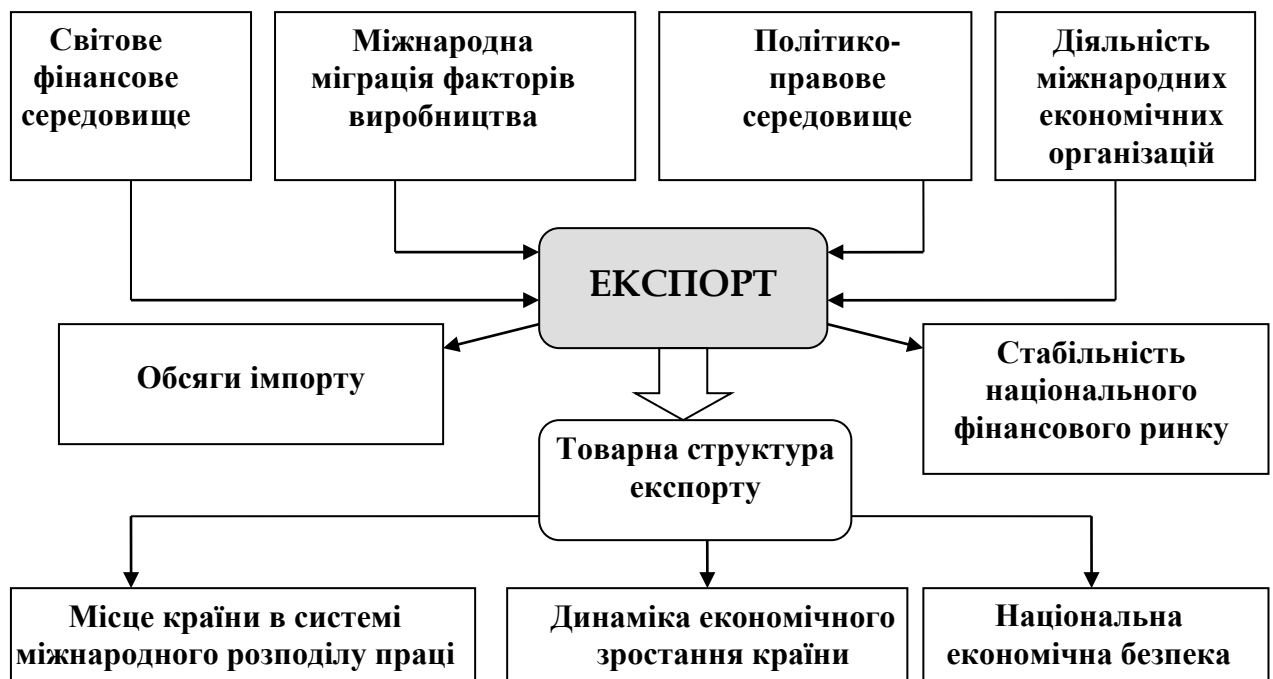 Світове
фінансове
середовище
Міжнародна
міграція факторів
виробництва
Політико-
правове
середовище
Діяльність
міжнародних
економічних
організацій
ЕКСПОРТ
Обсяги імпорту
Стабільність
національного
фінансового ринку
Товарна структура
експорту
Місце країни в системі
міжнародного розподілу праці
Динаміка економічного
зростання країни
Національна
економічна безпека